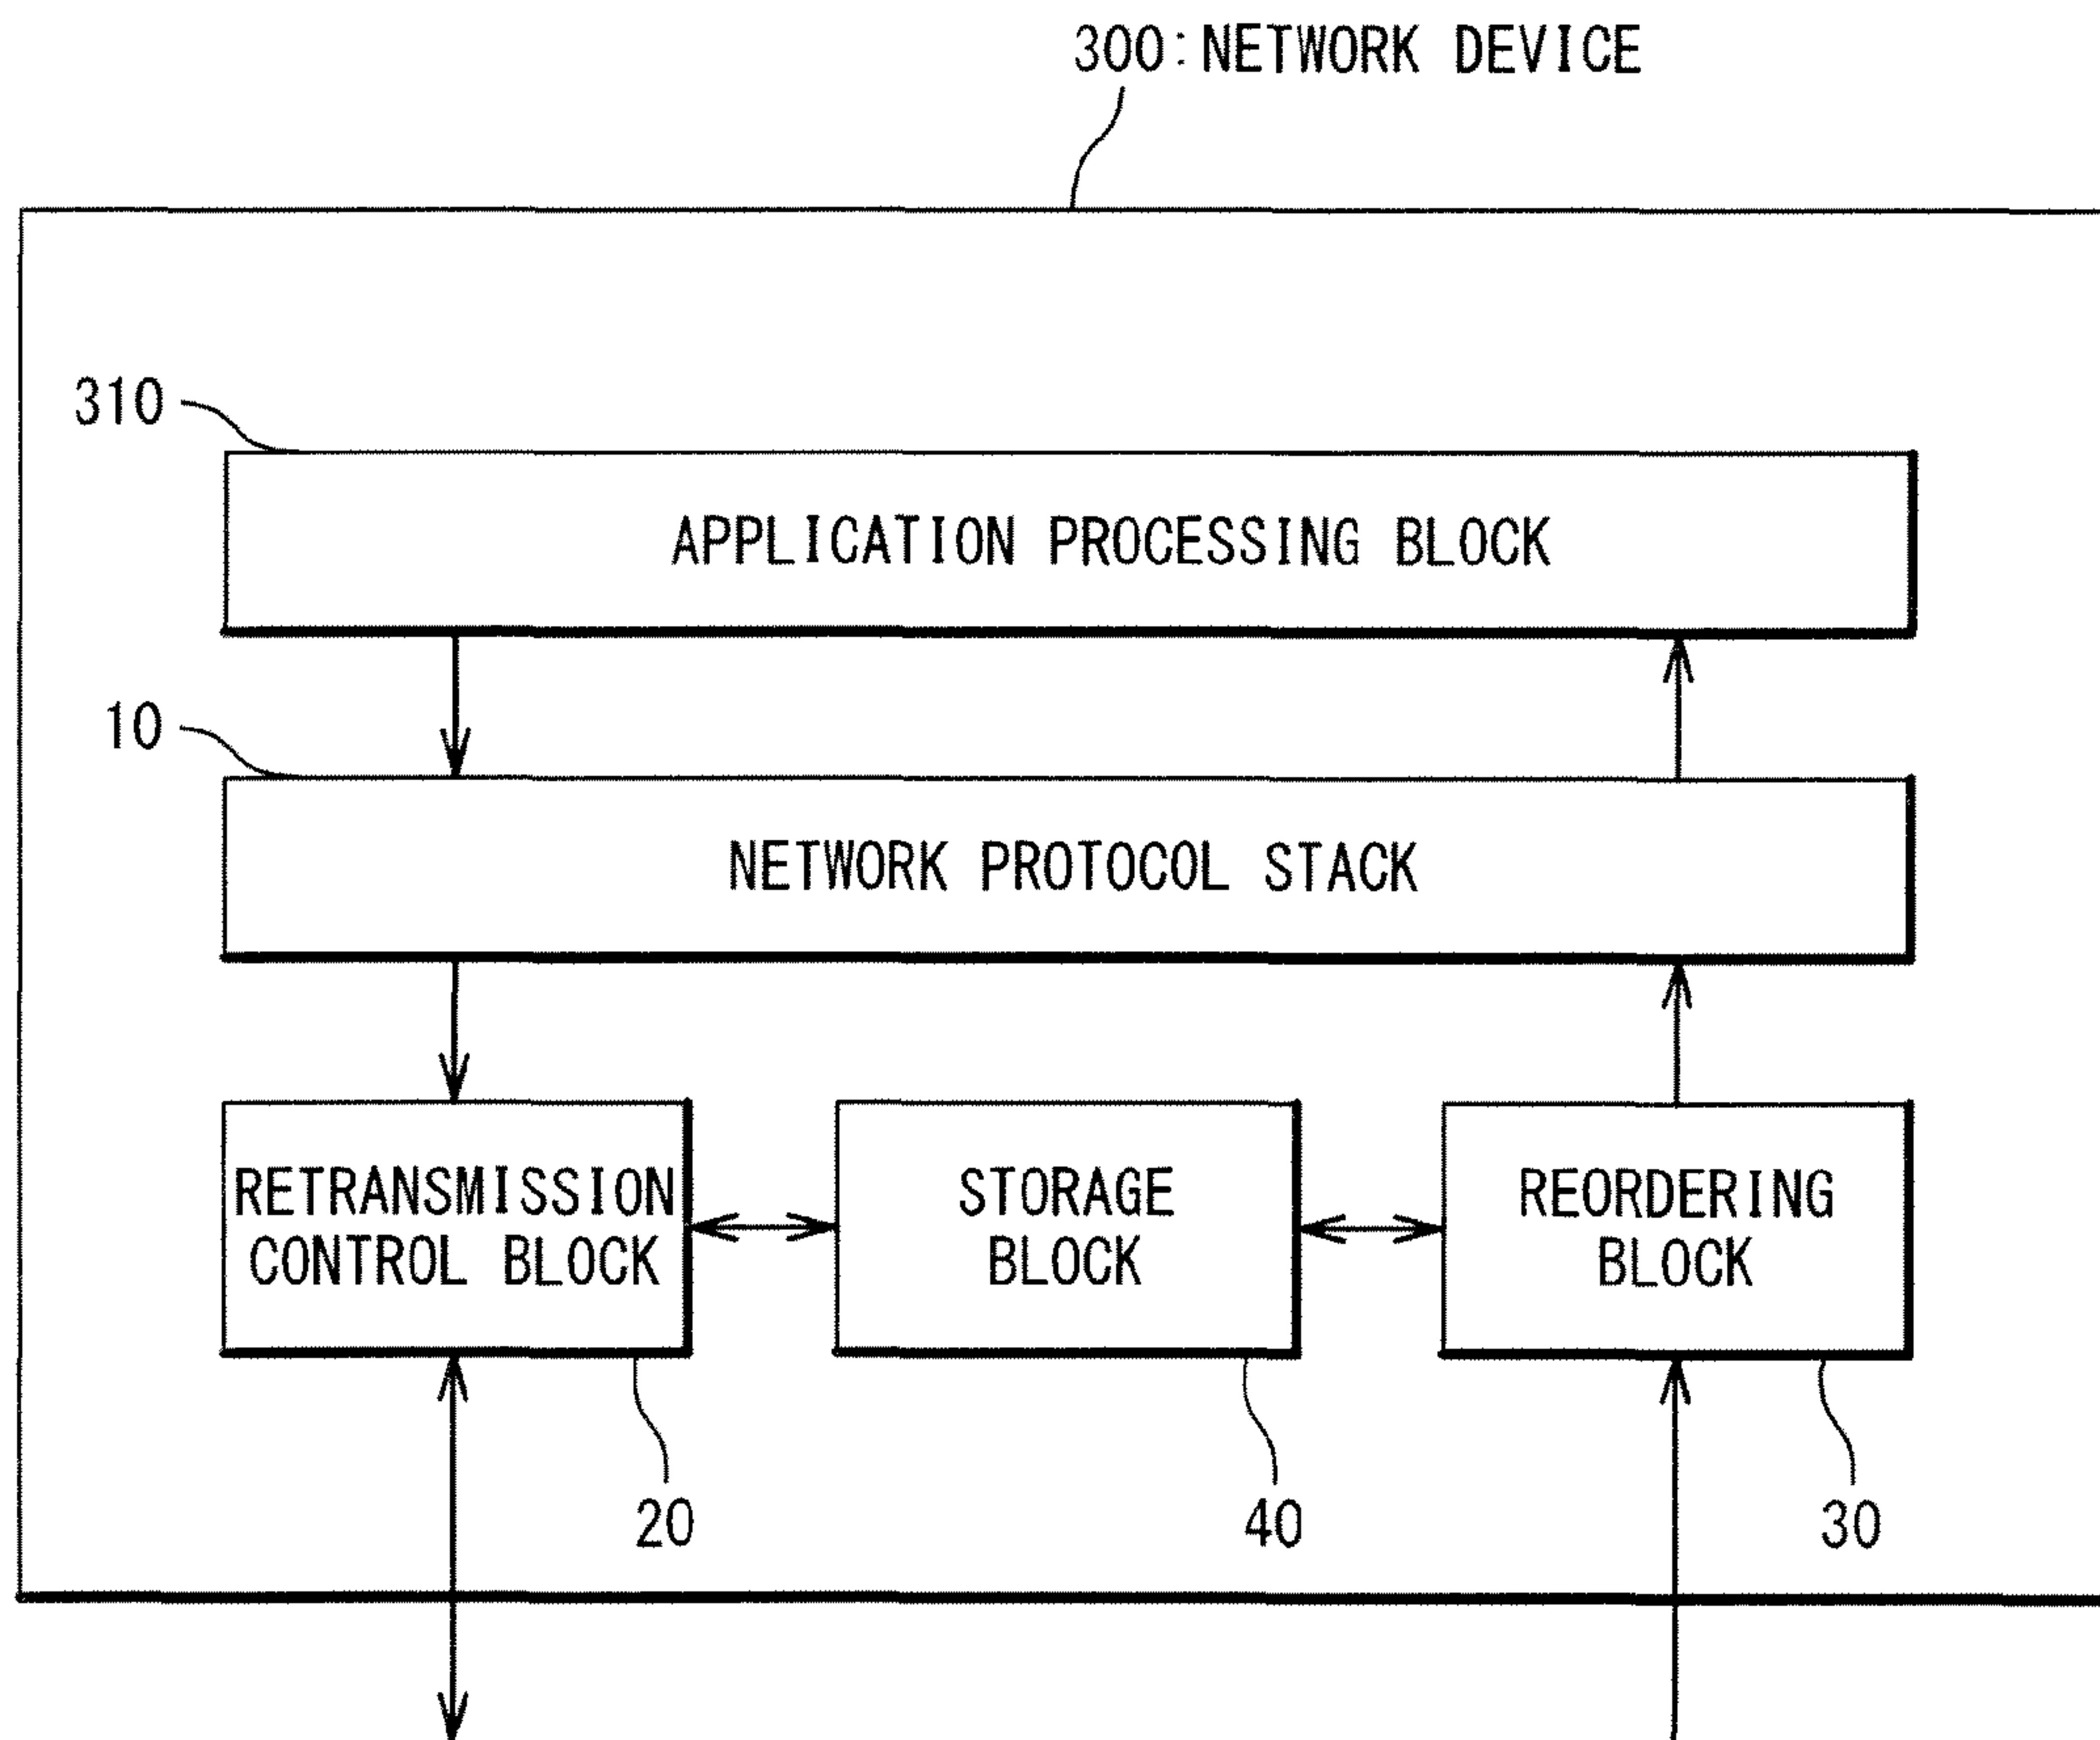 300:NETWORK DEVICE
310
APPLICATION PROCESSING BLOCK
10
NETWORK PROTOCOL STACK
RETRANSMISSION
CONTROL BLOCK
STORAGE
BLOCK
REORDERING
BLOCK
20
40
30